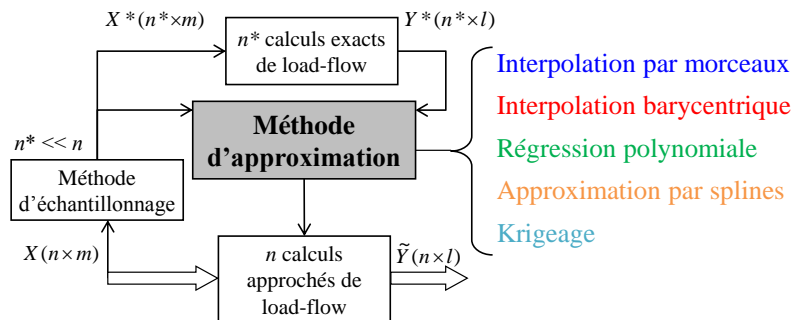 X *(n*×m)
n* calculs exacts
de load-flow
Y *(n*×l)
n* << n
Méthode
d'échantillonnage
Méthode
d'approximation
X(n×m)
n calculs
approchés de
load-flow
Ỹ(n×l)
Interpolation par morceaux
Interpolation barycentrique
Régression polynomiale
Approximation par splines
Krigeage